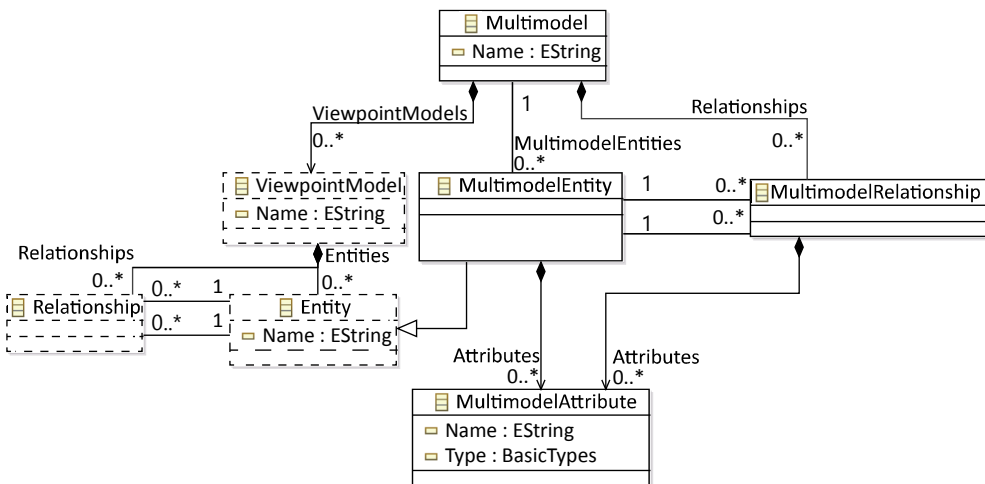 Multimodel
Name : EString
ViewpointModels
0..*
1
MultimodelEntities
0..*
Relationships
0..*
ViewpointModel
Name : EString
MultimodelEntity
1
0..*
1
0..*
MultimodelRelationship
Relationships
0..*
Entities
0..*
Relationship
0..*
1
0..*
1
Entity
Name : EString
Attributes
0..*
Attributes
0..*
MultimodelAttribute
Name : EString
Type : BasicTypes